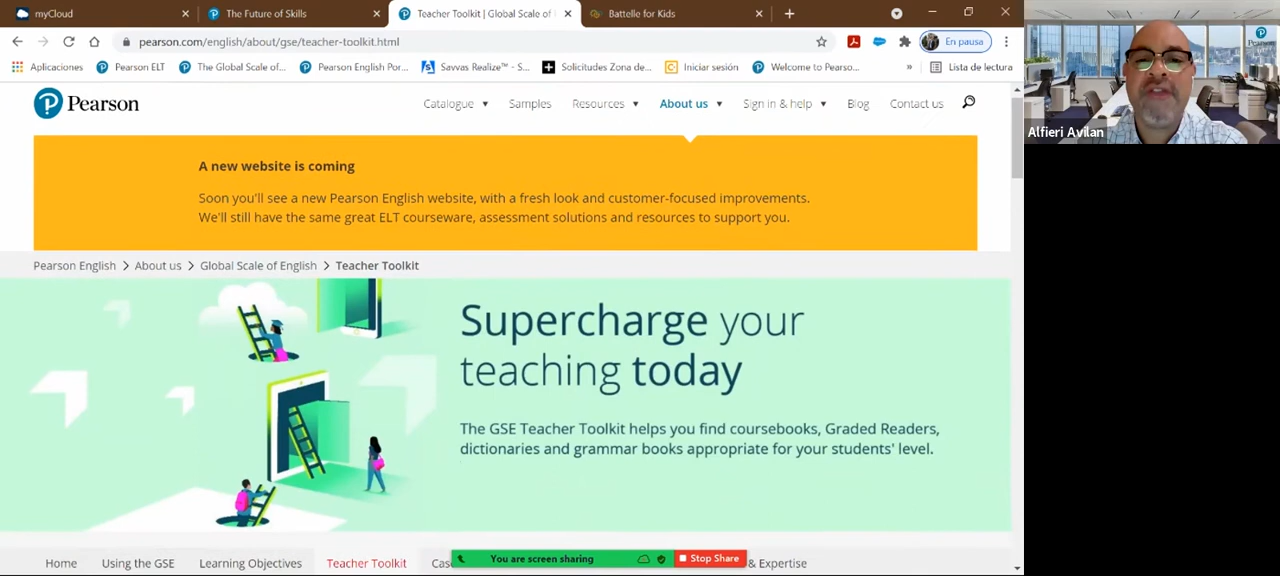 myCloud
The Future of Skills
Teacher Toolkit | Global Scale of
Battelle for Kids
pearson.com/english/about/gse/teacher-toolkit.html
En pausa
Aplicaciones
Pearson ELT
The Global Scale of...
Pearson English Por...
Savvas Realize™ - S...
Solicitudes Zona de...
Iniciar sesión
Welcome to Pearso...
»
Lista de lectura
Pearson
Catalogue
Samples
Resources
About us
Sign in & help
Blog
Contact us
A new website is coming
Soon you'll see a new Pearson English website, with a fresh look and customer-focused improvements.
We'll still have the same great ELT courseware, assessment solutions and resources to support you.
Pearson English > About us > Global Scale of English > Teacher Toolkit
Supercharge your
teaching today
The GSE Teacher Toolkit helps you find coursebooks, Graded Readers,
dictionaries and grammar books appropriate for your students' level.
Home
Using the GSE
Learning Objectives
Teacher Toolkit
Cas
You are screen sharing
Stop Share
& Expertise
Pearson
Alfieri Avilan